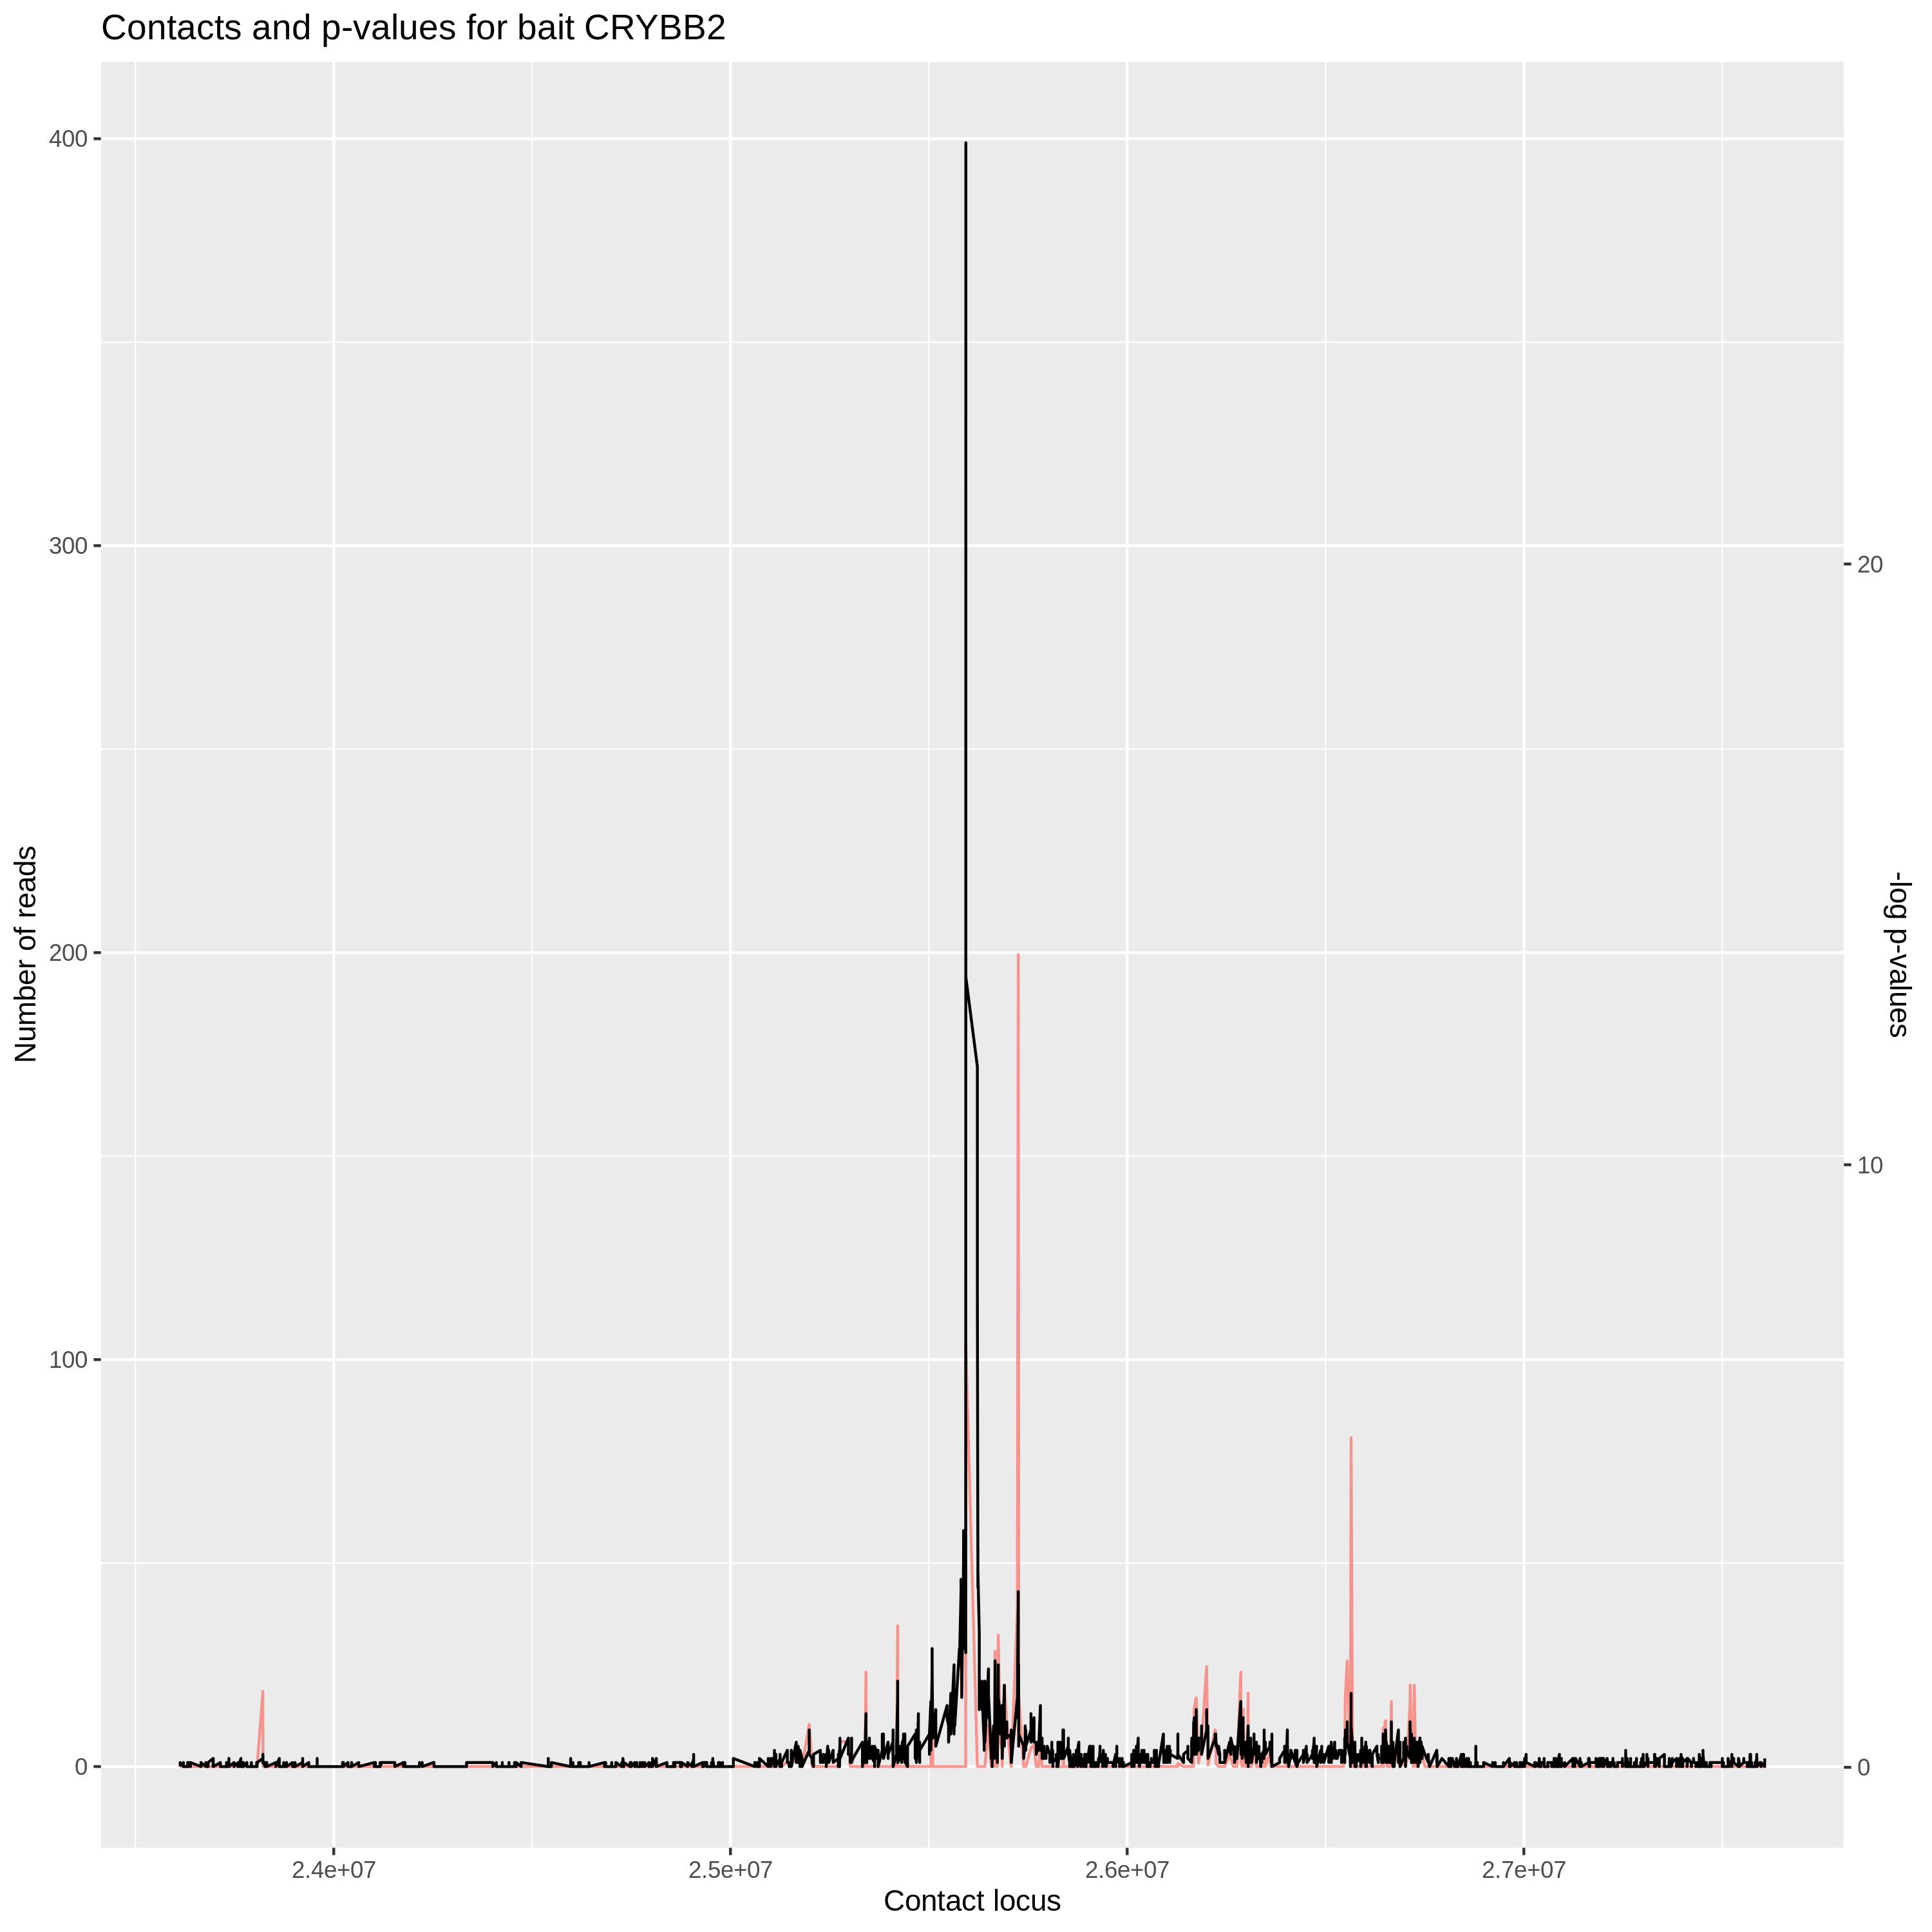 Contacts and p-values for bait CRYBB2
400
300
200
100
0
Number of reads
20
10
0
-log p-values
2.4e+07
2.5e+07
2.6e+07
2.7e+07
Contact locus